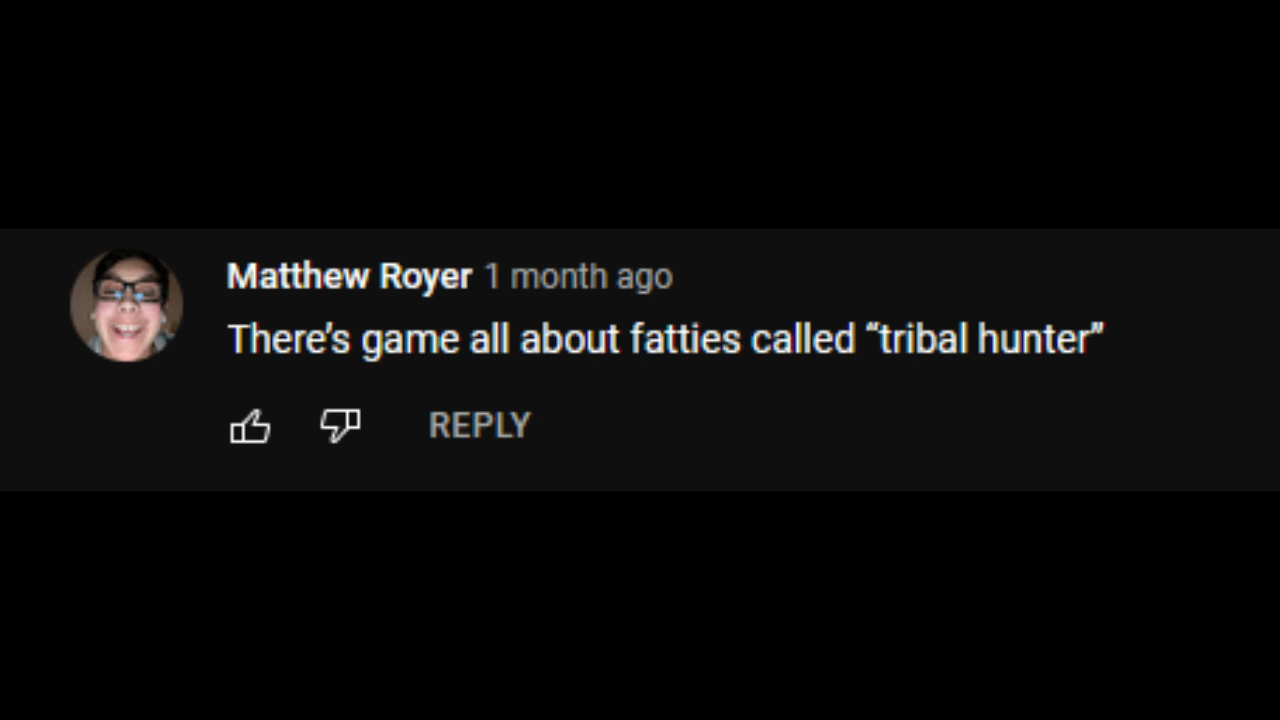 Matthew Royer 1 month ago
There’s game all about fatties called “tribal hunter”
REPLY